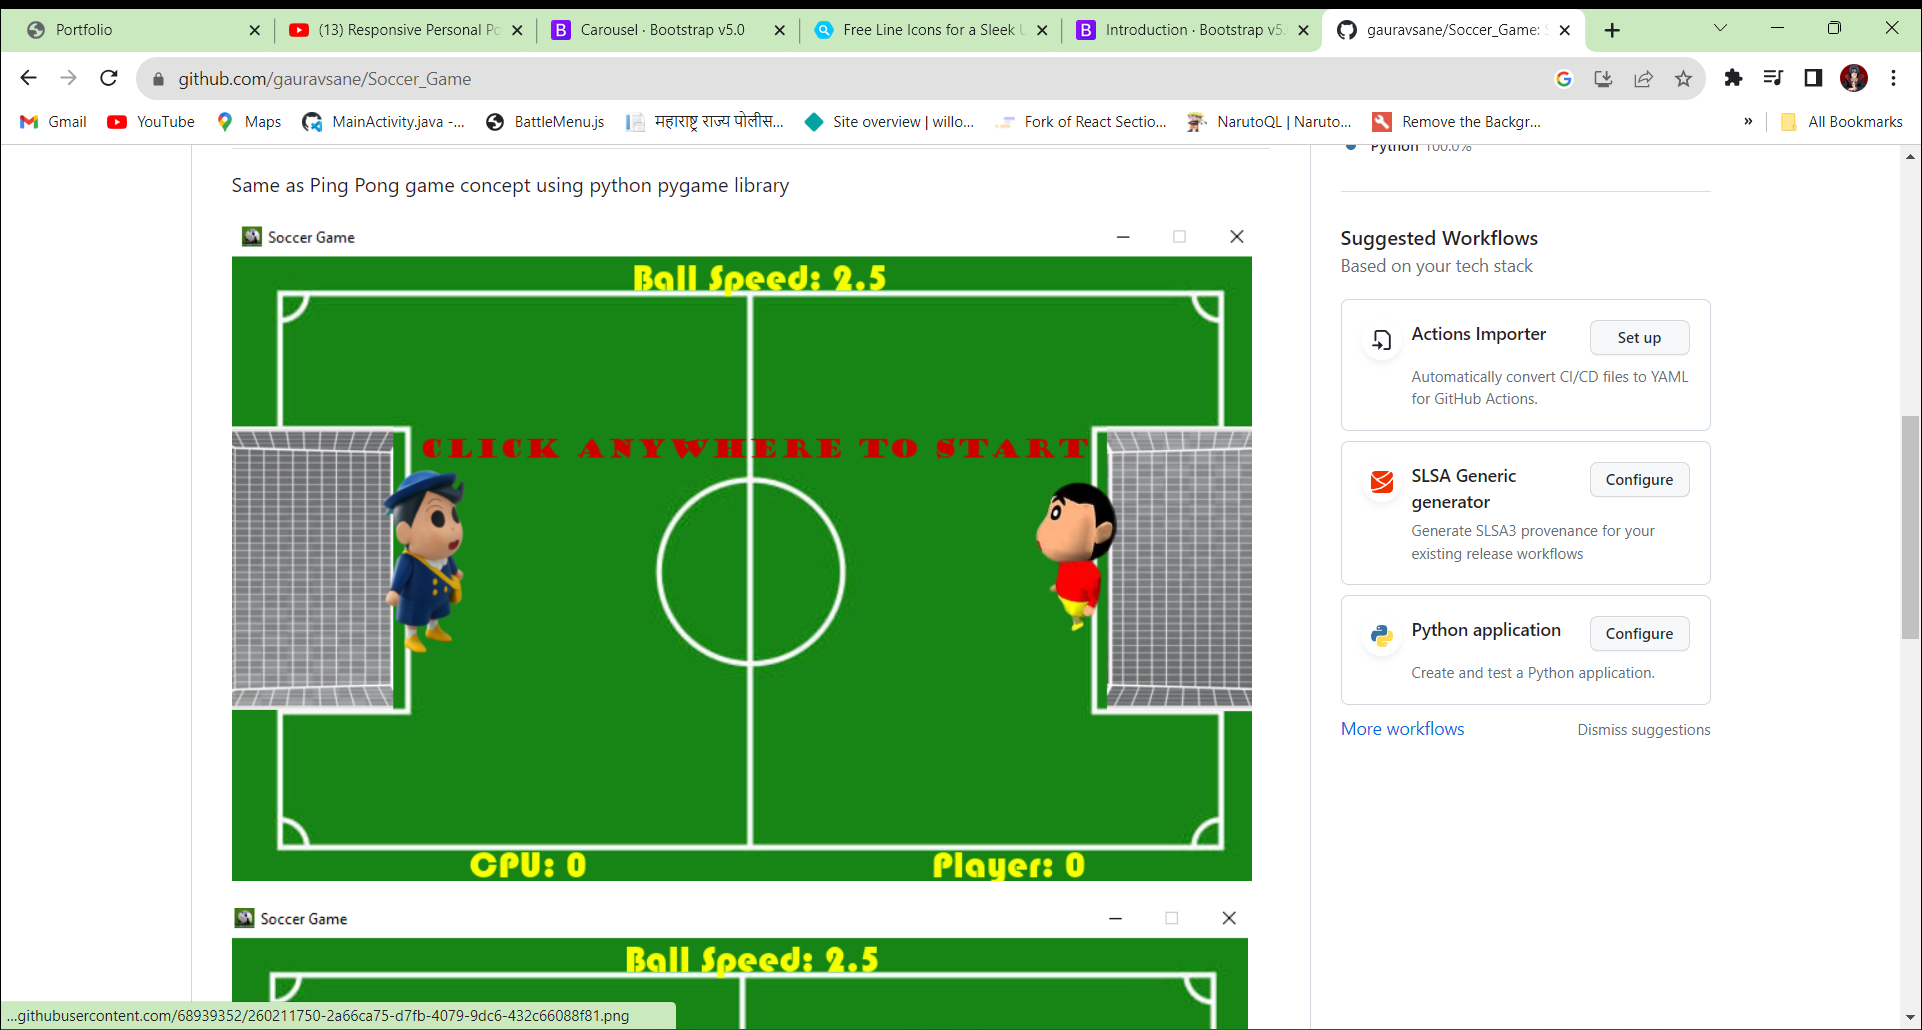 Portfolio
(13) Responsive Personal Po
Carousel · Bootstrap v5.0
Free Line Icons for a Sleek U
Introduction · Bootstrap v5.
gauravsane/Soccer_Game: S
github.com/gauravsane/Soccer_Game
Gmail
YouTube
Maps
MainActivity.java -...
BattleMenu.js
महाराष्ट्र राज्य पोलीस...
Site overview | willo...
Fork of React Sectio...
NarutoQL | Naruto...
Remove the Backgr...
»
All Bookmarks
Python 100.0%
Same as Ping Pong game concept using python pygame library
Soccer Game
Ball Speed: 2.5
CLICK ANYWHERE TO START
CPU: 0
Player: 0
Soccer Game
Ball Speed: 2.5
Suggested Workflows
Based on your tech stack
Actions Importer
Set up
Automatically convert CI/CD files to YAML
for GitHub Actions.
SLSA Generic
generator
Configure
Generate SLSA3 provenance for your
existing release workflows
Python application
Configure
Create and test a Python application.
More workflows
Dismiss suggestions
...githubusercontent.com/68939352/260211750-2a66ca75-d7fb-4079-9dc6-432c66088f81.png